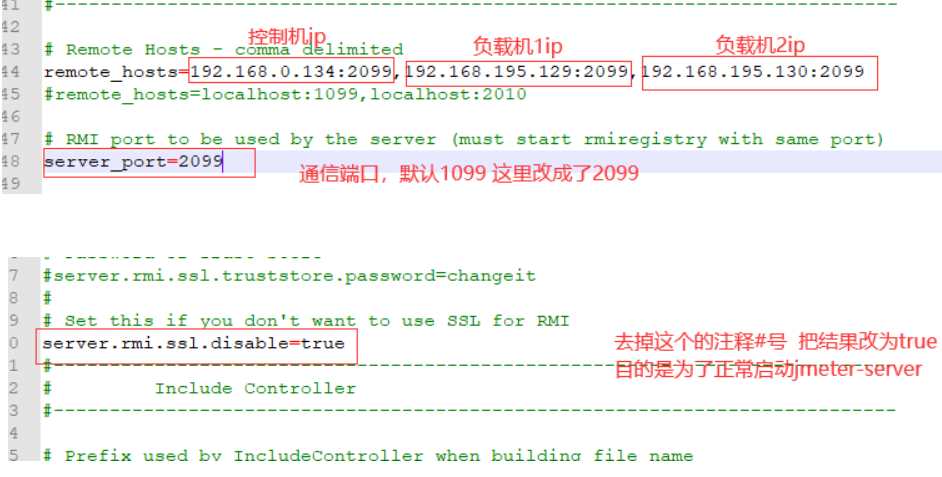 41 #---------------------------------------------------------------------------
42
控制机ip
43 # Remote Hosts - comma delimited
负载机1ip
负载机2ip
44 remote_hosts=192.168.0.134:2099,192.168.195.129:2099,192.168.195.130:2099
45 #remote_hosts=localhost:1099,localhost:2010
46
47 # RMI port to be used by the server (must start rmiregistry with same port)
48 server_port=2099
通信端口，默认1099 这里改成了2099
49
7 #server.rmi.ssl.truststore.password=changeit
8 #
9 # Set this if you don't want to use SSL for RMI
0 server.rmi.ssl.disable=true
去掉这个的注释#号 把结果改为true
1 #---------------------------------------------------------------------------
目的是为了正常启动jmeter-server
2 # Include Controller
3 #---------------------------------------------------------------------------
4
5 # Prefix used by IncludeController when building file name